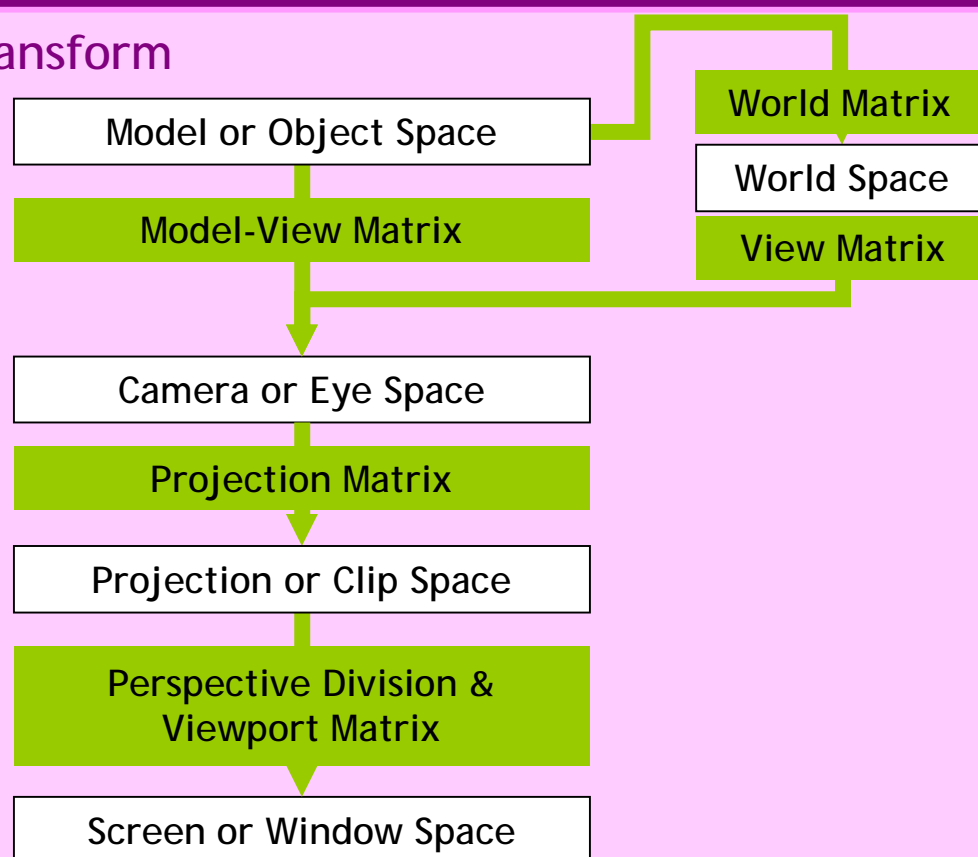 ansform
Model or Object Space
World Matrix
World Space
View Matrix
Model-View Matrix
Camera or Eye Space
Projection Matrix
Projection or Clip Space
Perspective Division &
Viewport Matrix
Screen or Window Space